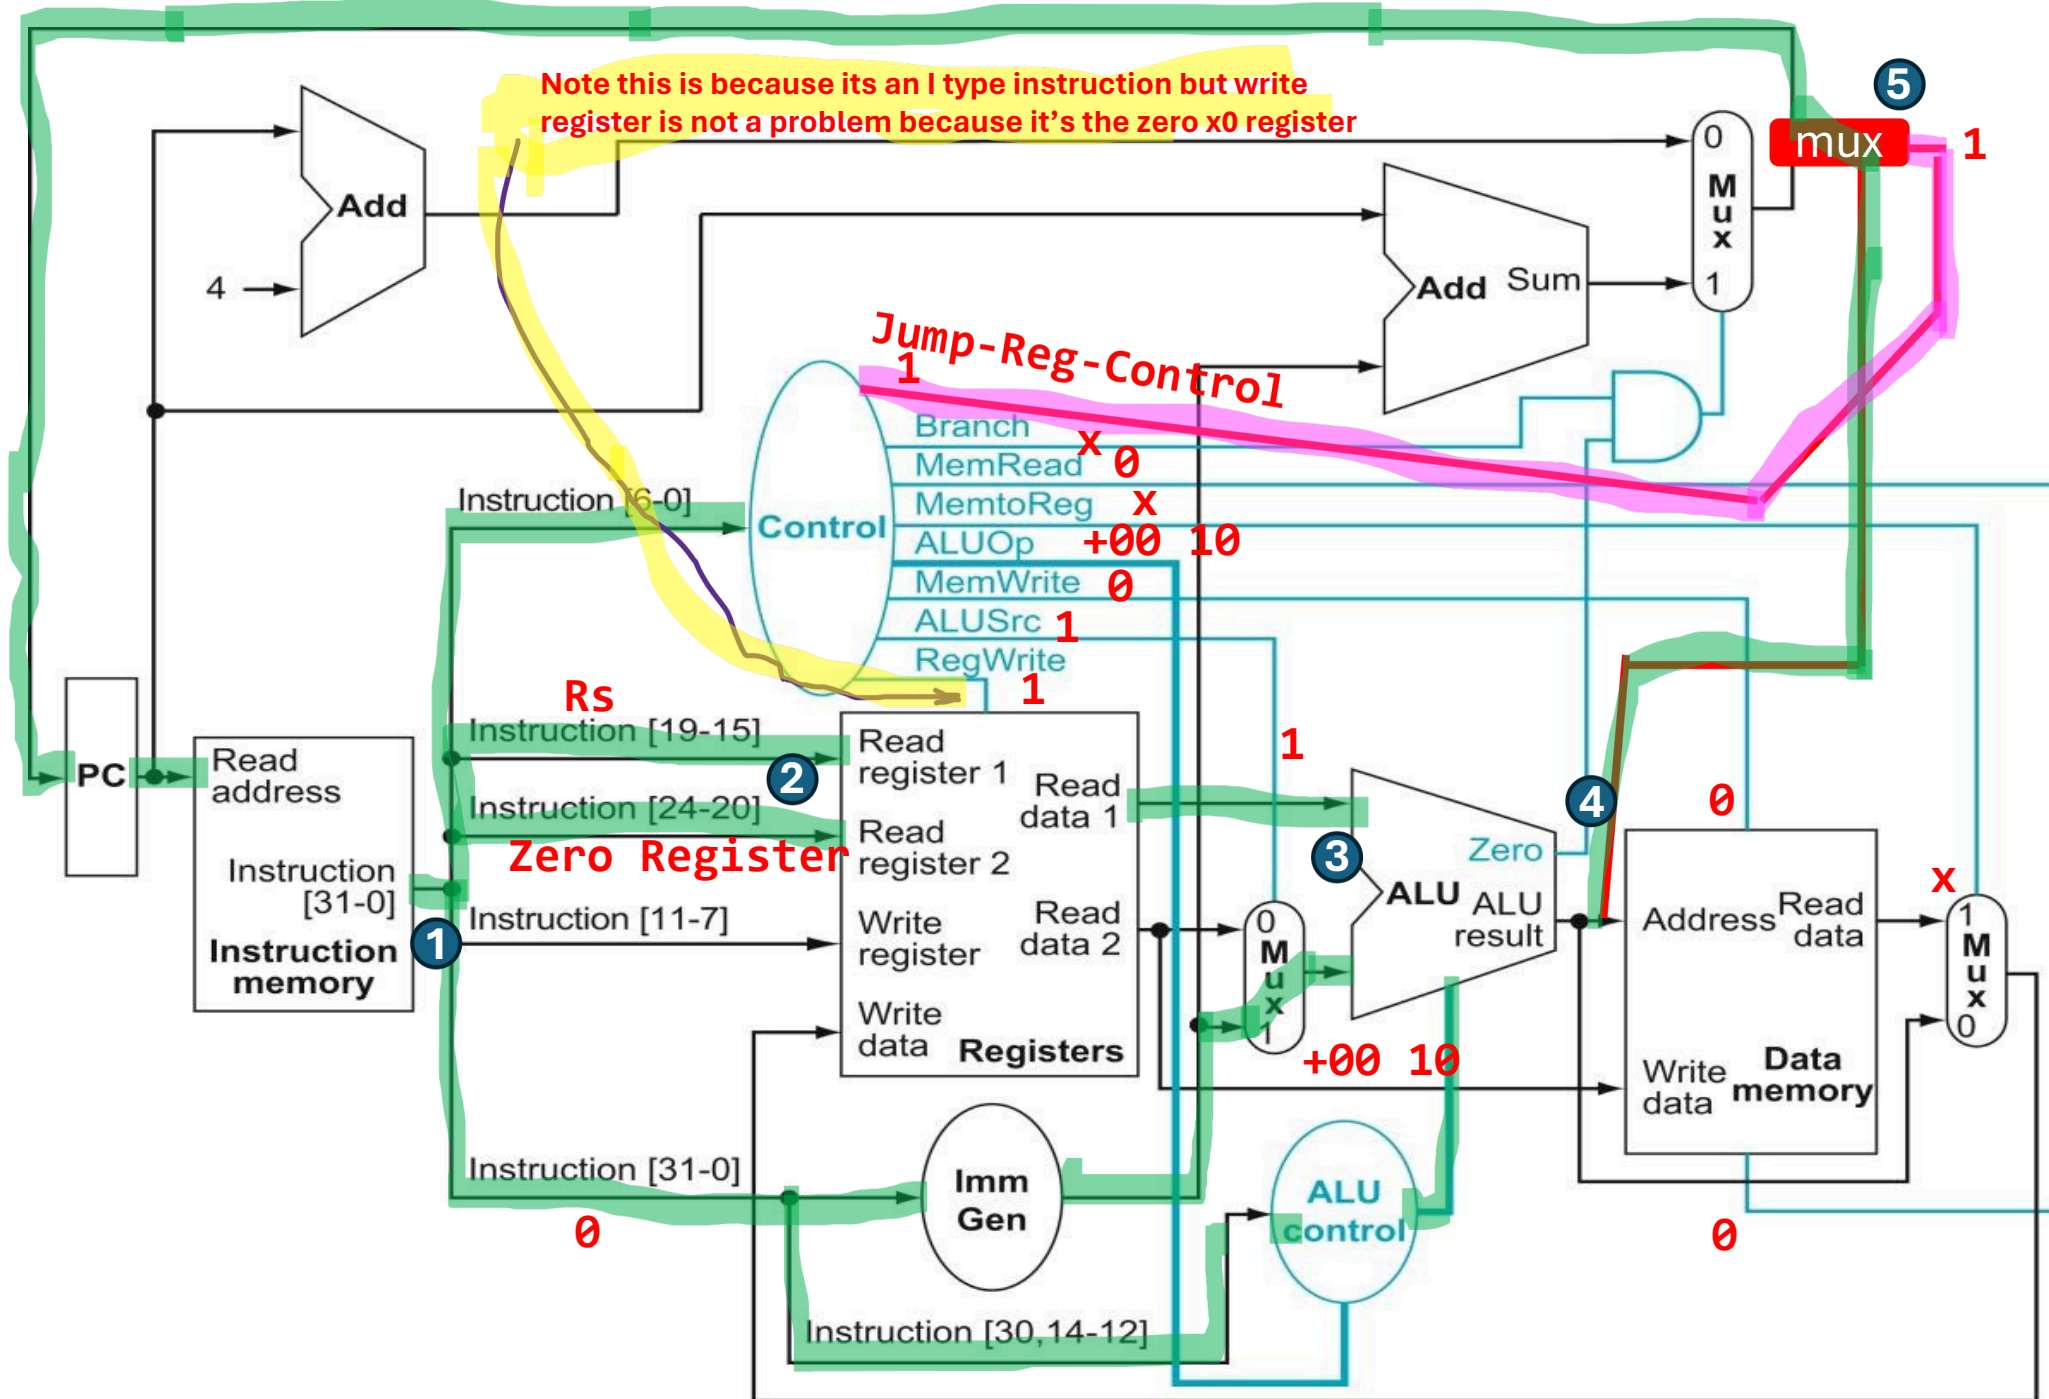 Note this is because its an I type instruction but write
register is not a problem because it's the zero x0 register
5
mux
1
0
M
u
x
1
Add
4
Add Sum
Jump-Reg-Control
1
Branch
x
MemRead
0
MemtoReg
x
ALUOp
+00 10
MemWrite
0
ALUSrc
1
RegWrite
1
Control
Instruction [6-0]
Rs
Instruction [19-15]
2
Instruction [24-20]
Zero Register
Instruction [11-7]
PC
Read
address
Instruction
[31-0]
Instruction
memory
1
Read
register 1
Read
data 1
Read
register 2
Write
register
Read
data 2
Write
data
Registers
1
0
M
u
x
1
3
Zero
ALU
ALU
result
4
0
Address
Read
data
Write
data
Data
memory
0
x
1
M
u
x
0
+00 10
Instruction [31-0]
0
Imm
Gen
ALU
control
Instruction [30,14-12]